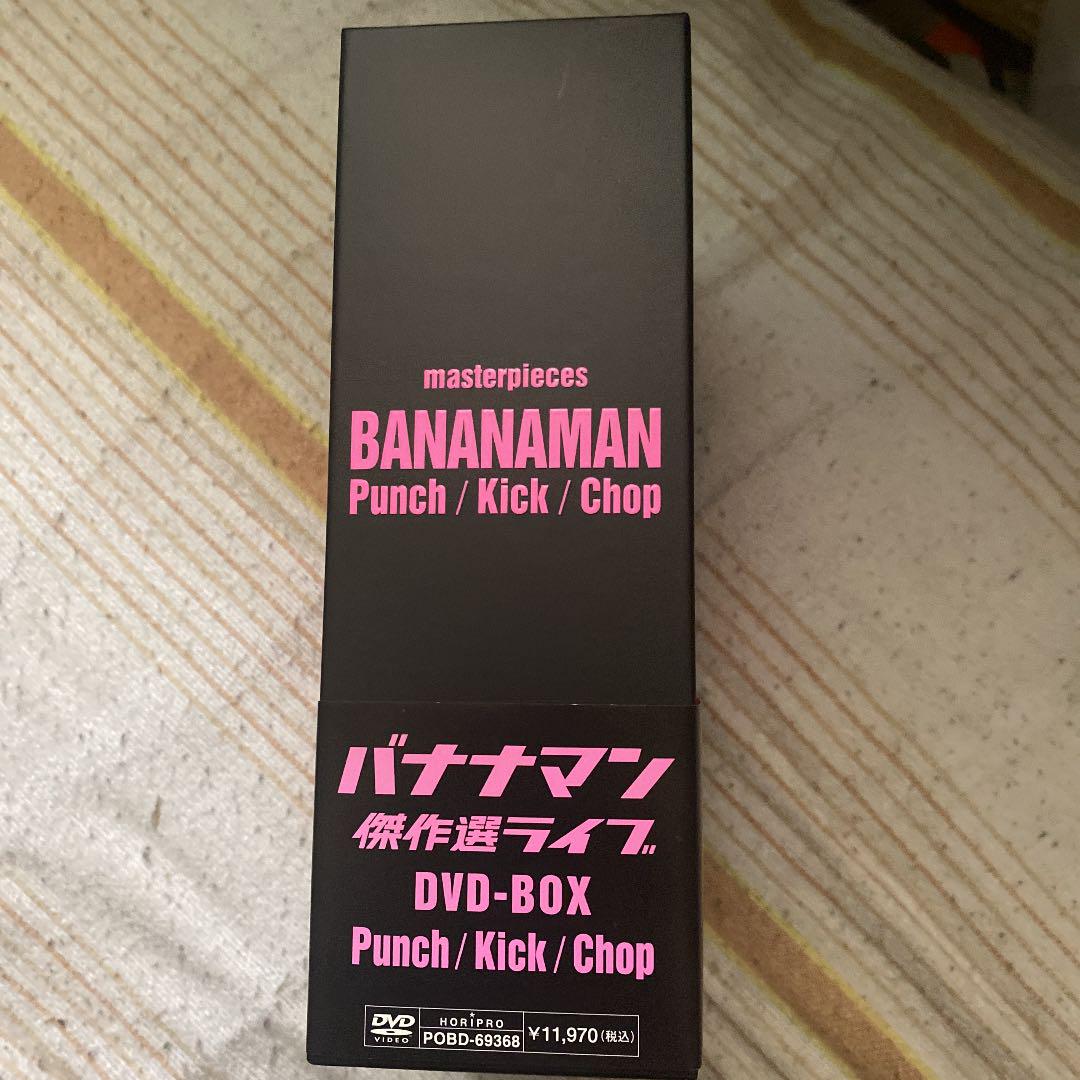 masterpieces
BANANAMAN
Punch / Kick / Chop
バナナマン
傑作選ライブ
DVD-BOX
Punch / Kick / Chop
DVD
VIDEO
HORIPRO
POBD-69368
¥11,970(税込)